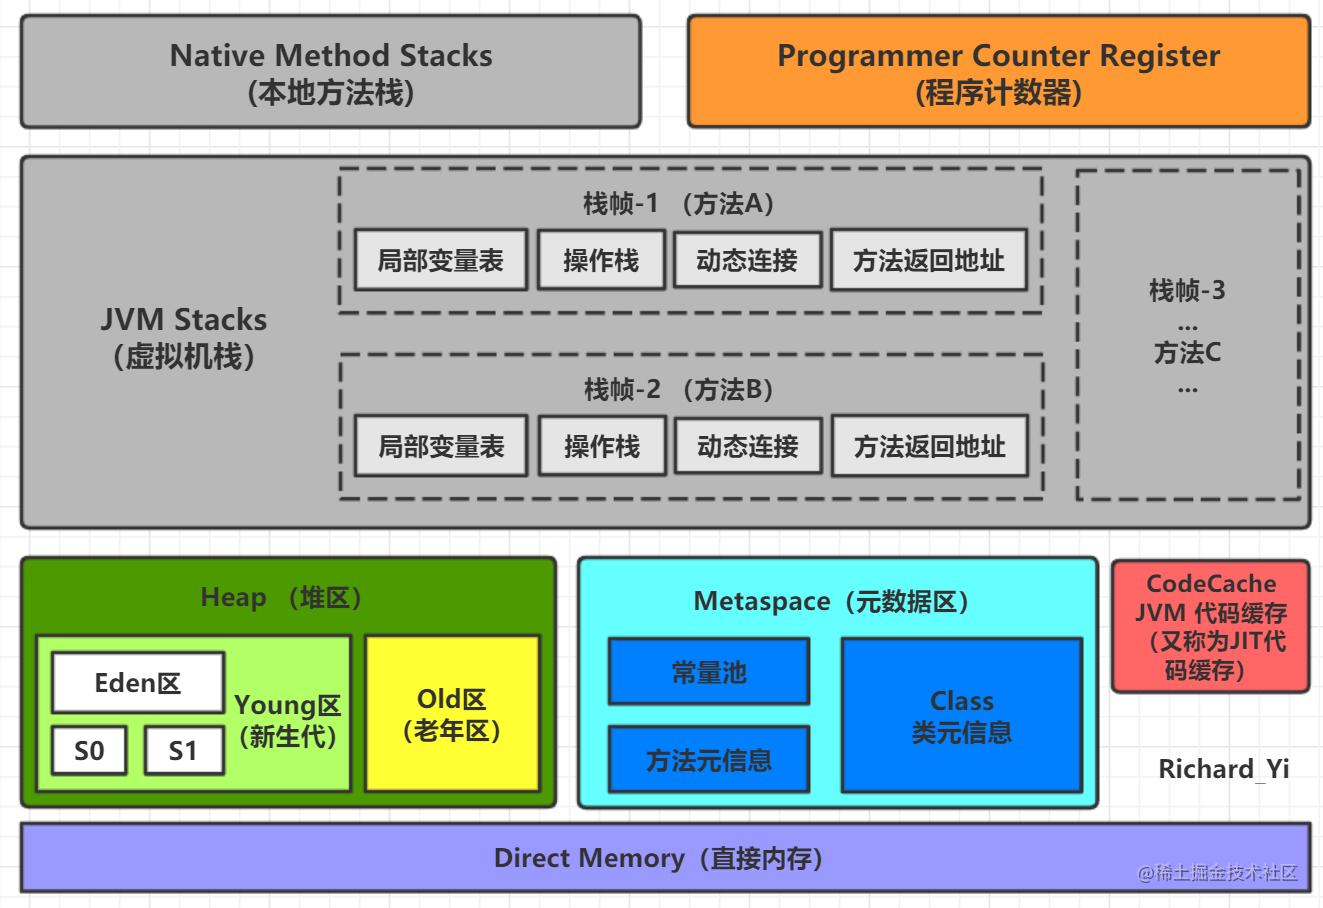 Native Method Stacks
(本地方法栈)
Programmer Counter Register
(程序计数器)
JVM Stacks
（虚拟机栈）
栈帧-1 （方法A）
局部变量表
操作栈
动态连接
方法返回地址
栈帧-2 （方法B）
局部变量表
操作栈
动态连接
方法返回地址
栈帧-3
...
方法C
...
Heap （堆区）
Eden区
S0
S1
Young区
（新生代）
Old区
（老年区）
Metaspace（元数据区）
常量池
方法元信息
Class
类元信息
CodeCache
JVM 代码缓存
（又称为JIT代
码缓存）
Richard_Yi
Direct Memory（直接内存）
@稀土掘金技术社区